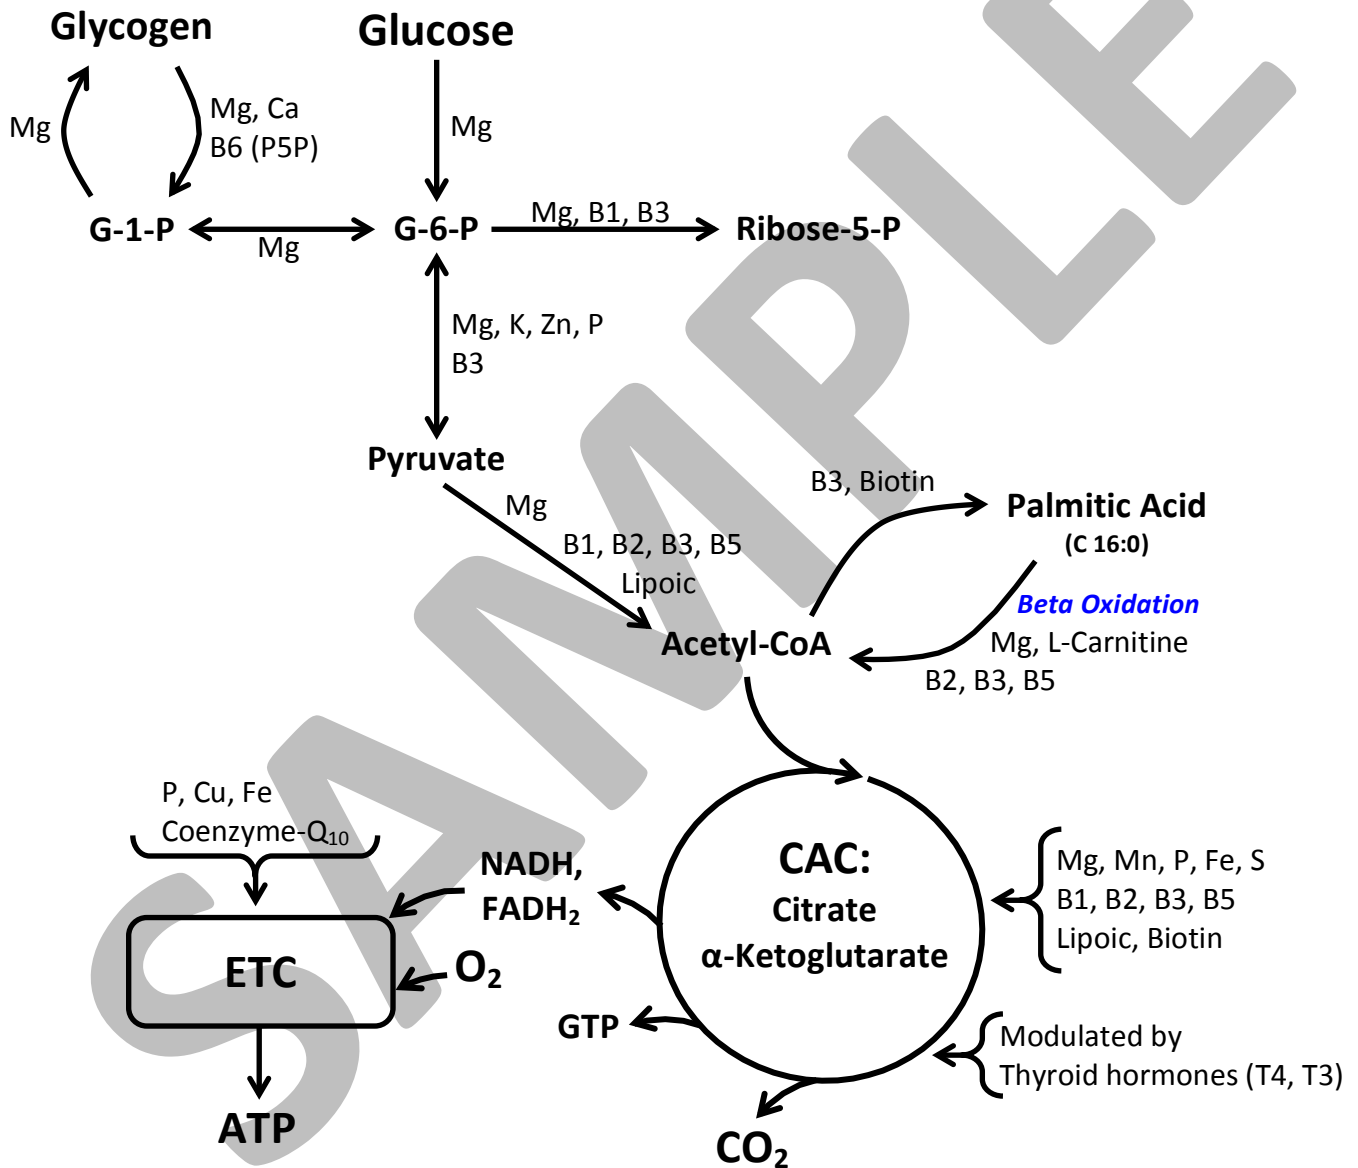 Glycogen
Glucose
Mg
Mg, Ca
B6 (P5P)
Mg
G-1-P
Mg
G-6-P
Mg, B1, B3
Ribose-5-P
Mg, K, Zn, P
B3
Pyruvate
Mg
B1, B2, B3, B5
Lipoic
B3, Biotin
Palmitic Acid
(C 16:0)
Beta Oxidation
Mg, L-Carnitine
B2, B3, B5
Acetyl-CoA
P, Cu, Fe
Coenzyme-Q₁₀
NADH,
FADH₂
ETC
O₂
ATP
CAC:
Citrate
α-Ketoglutarate
GTP
CO₂
Mg, Mn, P, Fe, S
B1, B2, B3, B5
Lipoic, Biotin
Modulated by
Thyroid hormones (T4, T3)
SAMPLE